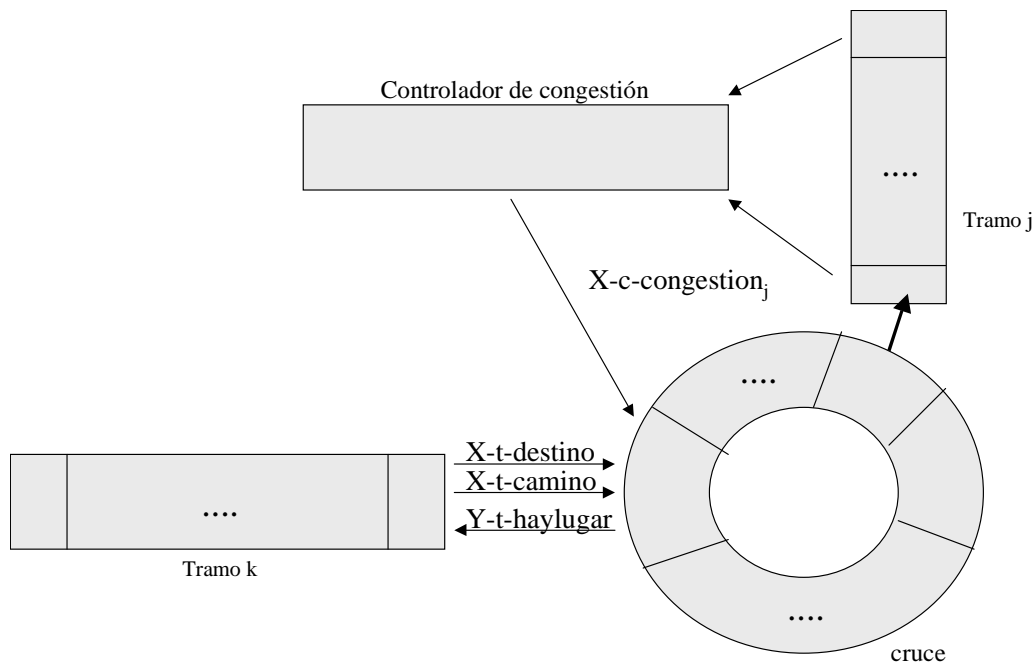 Controlador de congestión
....
Tramo j
X-c-congestion_j
....
X-t-destino
X-t-camino
Y-t-haylugar
....
Tramo k
....
cruce